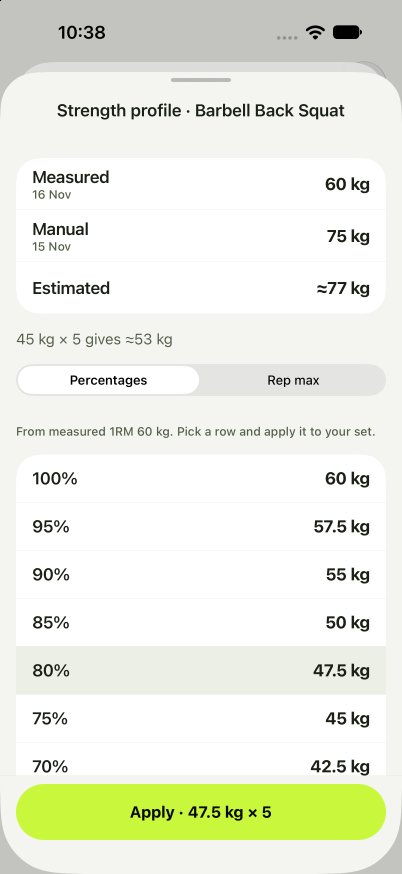 10:38
Strength profile · Barbell Back Squat
Measured
16 Nov
60 kg
Manual
15 Nov
75 kg
Estimated
≈77 kg
45 kg × 5 gives ≈53 kg
Percentages
Rep max
From measured 1RM 60 kg. Pick a row and apply it to your set.
100%
60 kg
95%
57.5 kg
90%
55 kg
85%
50 kg
80%
47.5 kg
75%
45 kg
70%
42.5 kg
Apply · 47.5 kg × 5